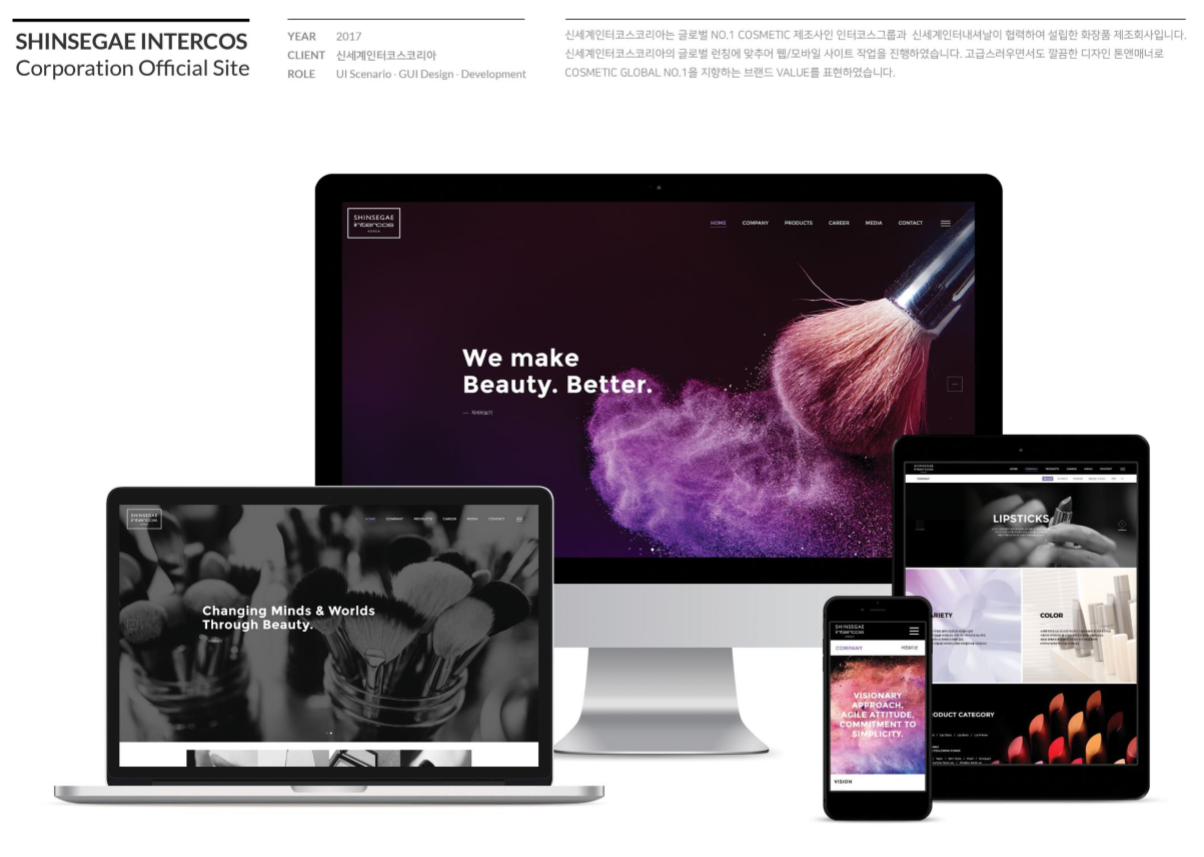 SHINSEGAE INTERCOS
Corporation Official Site
YEAR 2017
CLIENT 신세계인터코스코리아
ROLE UI Scenario · GUI Design · Development
신세계인터코스코리아는 글로벌 NO.1 COSMETIC 제조사인 인터코스그룹과 신세계인터내셔날이 협력하여 설립한 화장품 제조회사입니다.
신세계인터코스코리아의 글로벌 런칭에 맞추어 웹/모바일 사이트 작업을 진행하였습니다. 고급스러우면서도 깔끔한 디자인 톤앤매너로
COSMETIC GLOBAL NO.1을 지향하는 브랜드 VALUE를 표현하였습니다.
SHINSEGAE
intercos
KOREA
HOME COMPANY PRODUCTS CAREER MEDIA CONTACT
We make
Beauty. Better.
— 자세히보기
SHINSEGAE
intercos
HOME COMPANY PRODUCTS CAREER MEDIA CONTACT
Changing Minds & Worlds
Through Beauty.
HOME COMPANY PRODUCTS CAREER MEDIA CONTACT
LIPSTICKS
RIETY
COLOR
ODUCT CATEGORY
SHINSEGAE
intercos
COMPANY
VISIONARY
APPROACH,
AGILE ATTITUDE,
COMMITMENT TO
SIMPLICITY.
VISION